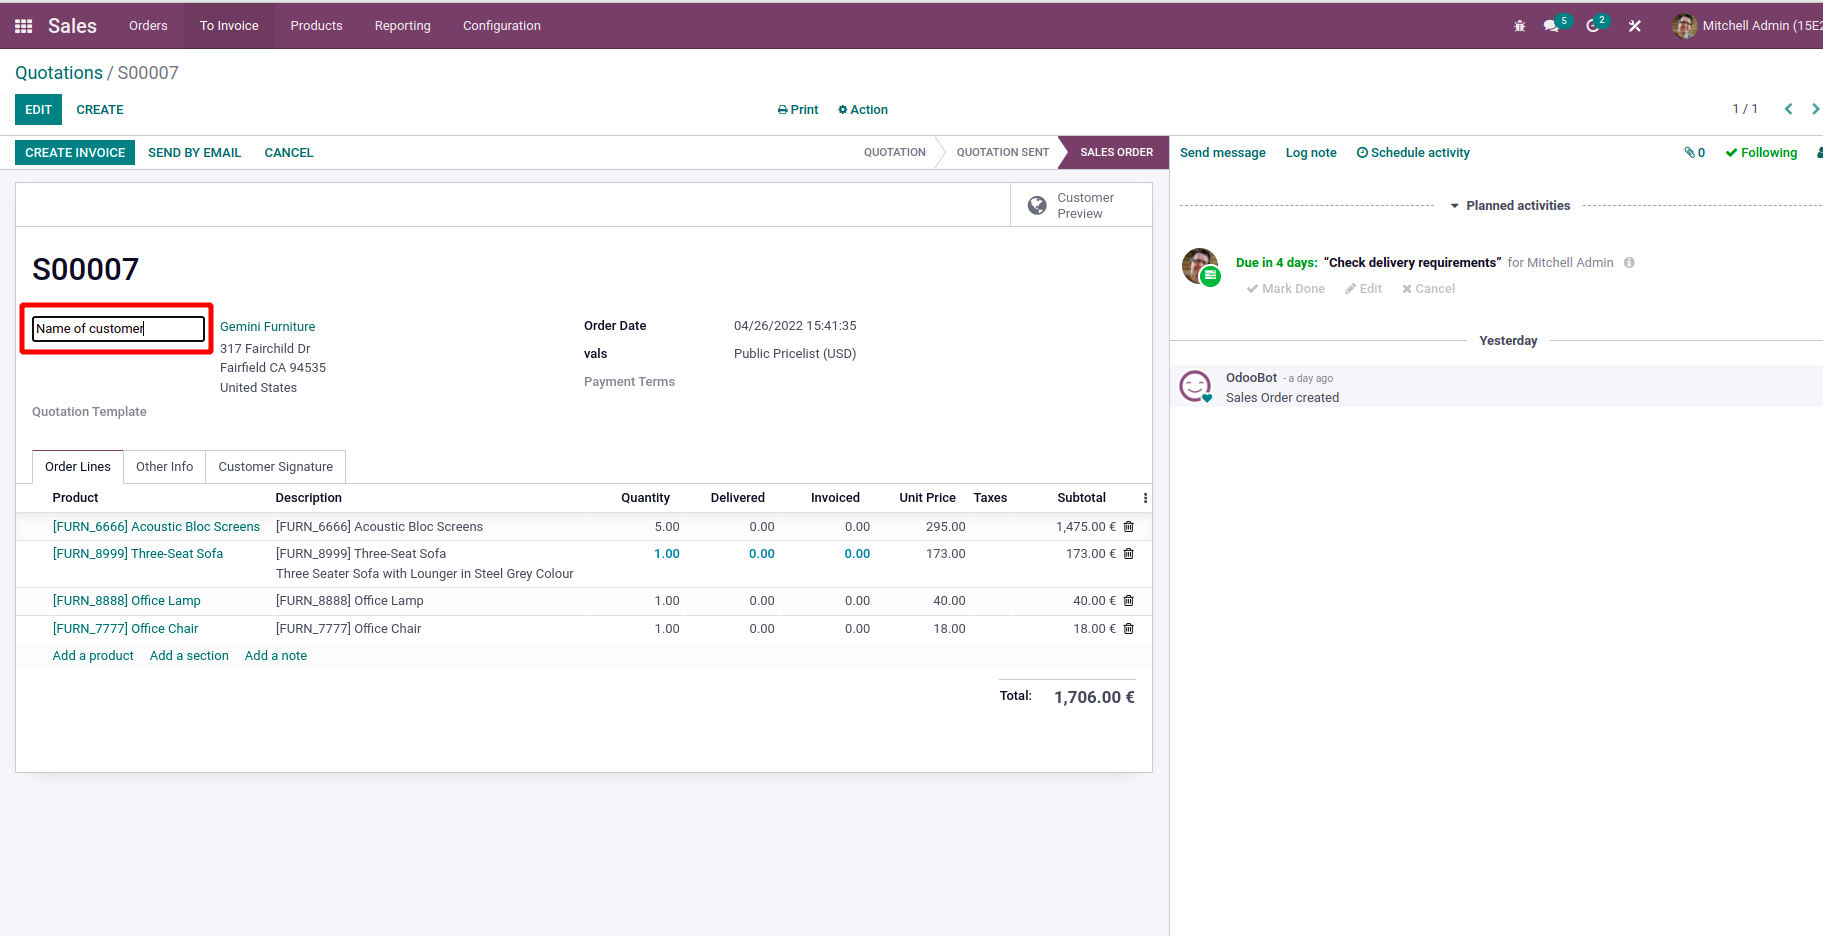 Sales Orders To Invoice Products Reporting Configuration 5 2 Mitchell Admin (15E2
Quotations / S00007
EDIT CREATE Print Action 1 / 1
CREATE INVOICE SEND BY EMAIL CANCEL QUOTATION QUOTATION SENT SALES ORDER
Customer
Preview
S00007
Name of customer Gemini Furniture
317 Fairchild Dr
Fairfield CA 94535
United States
Quotation Template
Order Date 04/26/2022 15:41:35
vals Public Pricelist (USD)
Payment Terms
Order Lines Other Info Customer Signature
Product Description Quantity Delivered Invoiced Unit Price Taxes Subtotal
[FURN_6666] Acoustic Bloc Screens [FURN_6666] Acoustic Bloc Screens 5.00 0.00 0.00 295.00 1,475.00 €
[FURN_8999] Three-Seat Sofa [FURN_8999] Three-Seat Sofa 1.00 0.00 0.00 173.00 173.00 €
Three Seater Sofa with Lounger in Steel Grey Colour
[FURN_8888] Office Lamp [FURN_8888] Office Lamp 1.00 0.00 0.00 40.00 40.00 €
[FURN_7777] Office Chair [FURN_7777] Office Chair 1.00 0.00 0.00 18.00 18.00 €
Add a product Add a section Add a note
Total: 1,706.00 €
Send message Log note Schedule activity 0 Following
Planned activities
Due in 4 days: “Check delivery requirements” for Mitchell Admin
Mark Done Edit Cancel
Yesterday
OdooBot - a day ago
Sales Order created